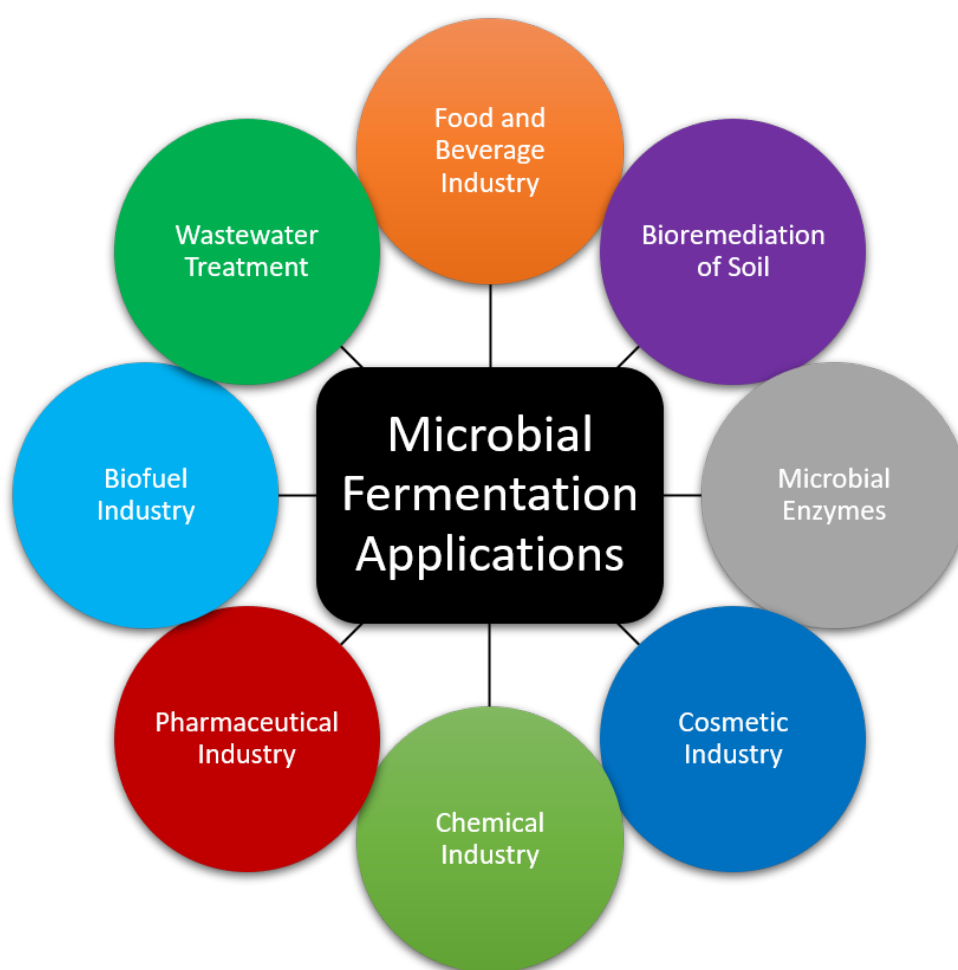 Food and
Beverage
Industry
Wastewater
Treatment
Bioremediation
of Soil
Microbial
Fermentation
Applications
Biofuel
Industry
Microbial
Enzymes
Pharmaceutical
Industry
Cosmetic
Industry
Chemical
Industry